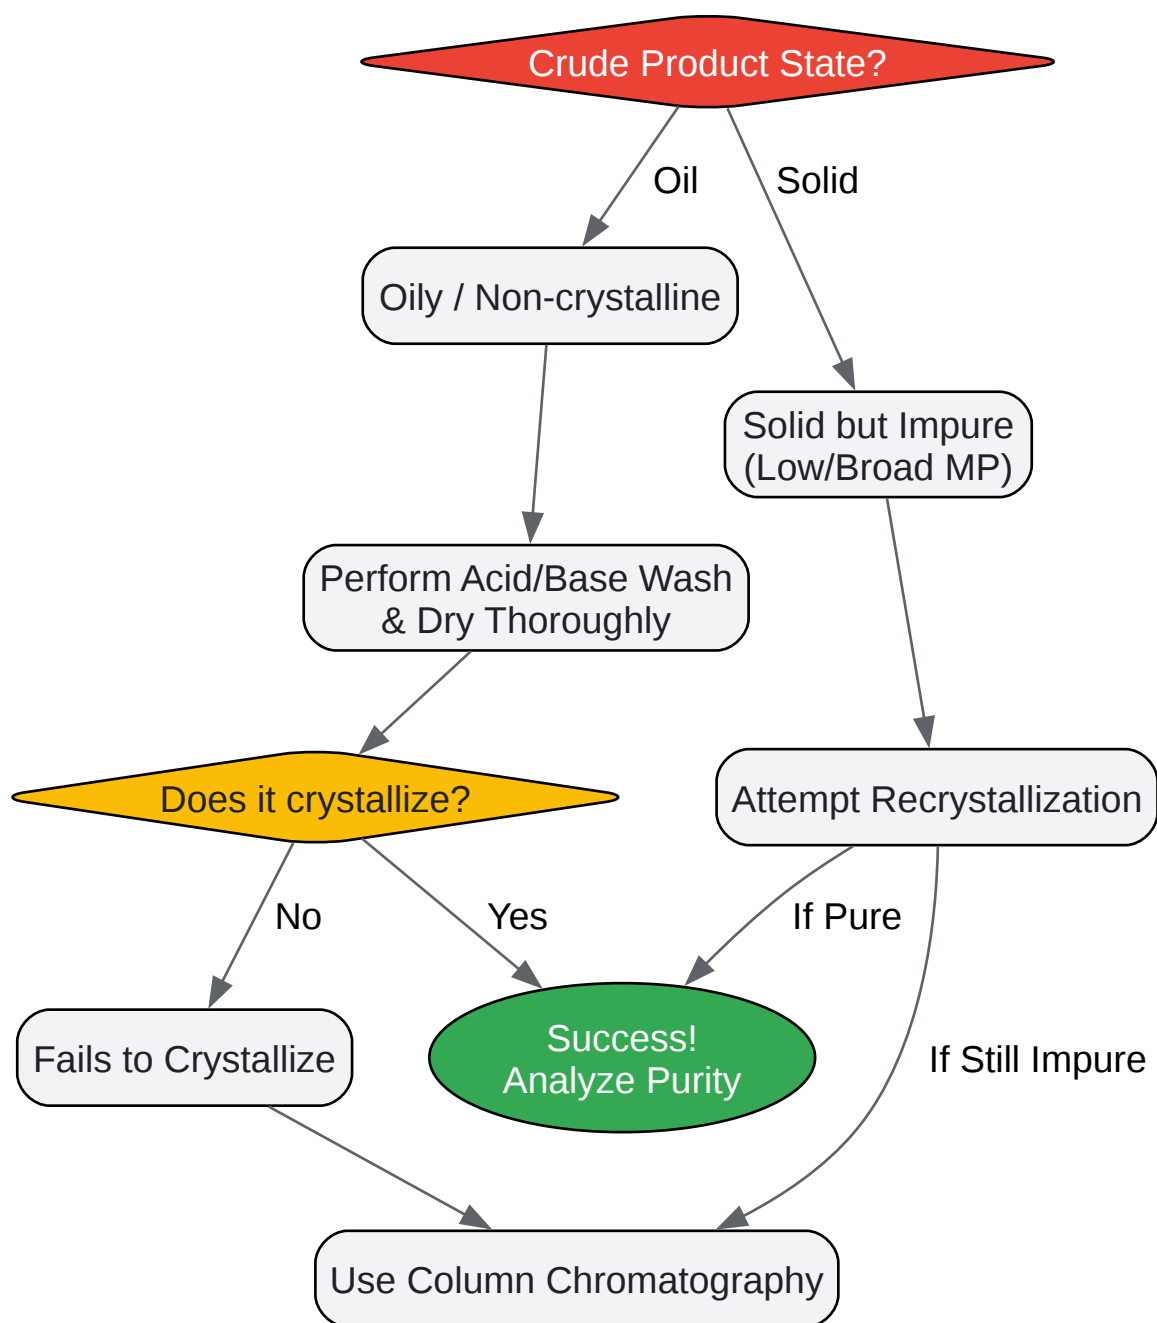 Crude Product State?
Oil
Solid
Oily / Non-crystalline
Solid but Impure
(Low/Broad MP)
Perform Acid/Base Wash
& Dry Thoroughly
Does it crystallize?
Attempt Recrystallization
No
Yes
If Pure
Fails to Crystallize
Success!
Analyze Purity
If Still Impure
Use Column Chromatography